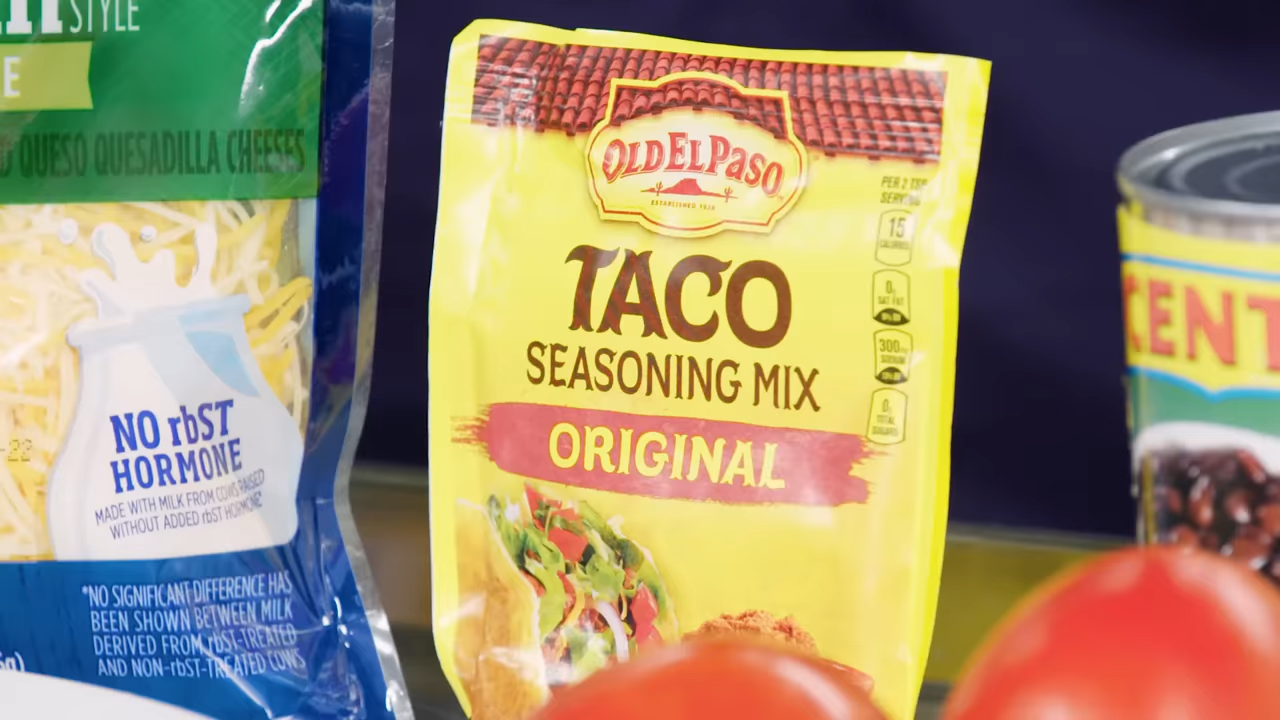 STYLE
E
QUESO QUESADILLA CHEESES
-22
NO rbST
HORMONE
MADE WITH MILK FROM COWS RAISED
WITHOUT ADDED rbST HORMONE*
*NO SIGNIFICANT DIFFERENCE HAS
BEEN SHOWN BETWEEN MILK
DERIVED FROM rbST-TREATED
AND NON-rbST-TREATED COWS
OLD EL PASO
ESTABLISHED 1938
TACO
SEASONING MIX
ORIGINAL
PER 2 TSP
SERVING
15
CALORIES
0g
SAT FAT
300mg
SODIUM
0g
TOTAL
SUGARS
CENT